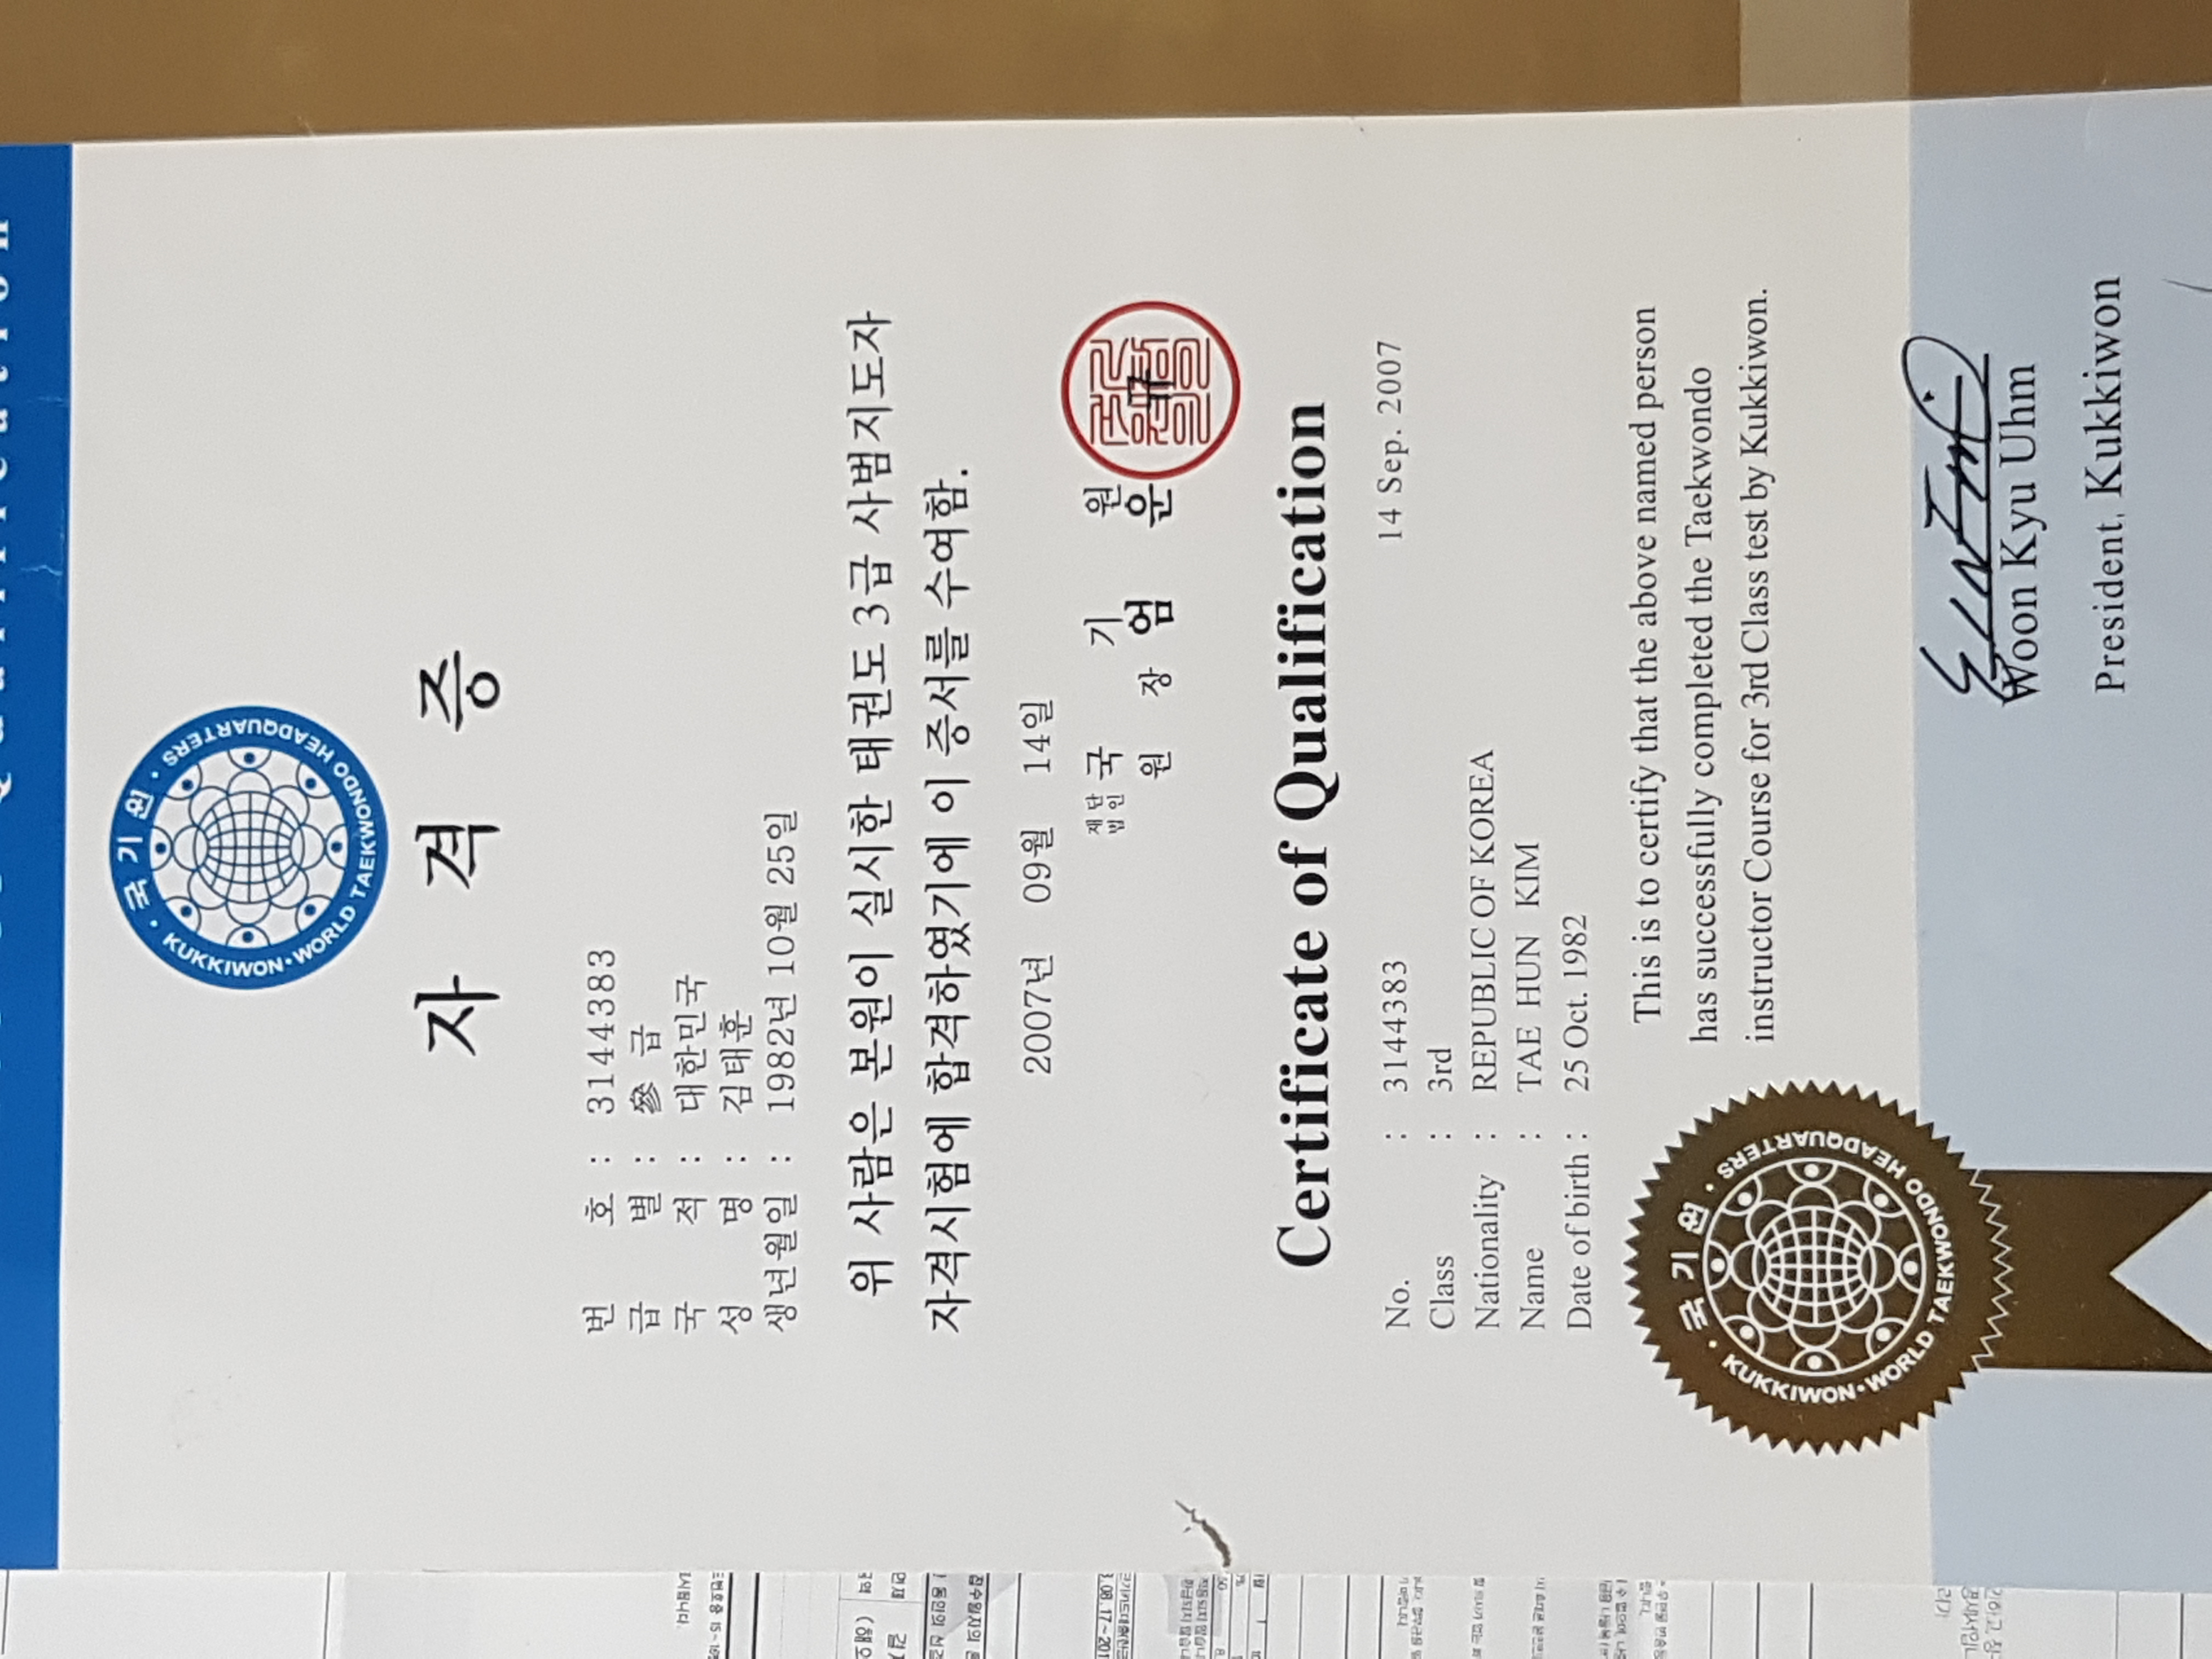 국기원
KUKKIWON·WORLD TAEKWONDO HEADQUARTERS
자격증
번호 : 3144383
급별 : 參급
국적 : 대한민국
성명 : 김태훈
생년월일 : 1982년 10월 25일
위 사람은 본원이 실시한 태권도 3급 사범지도자
자격시험에 합격하였기에 이 증서를 수여함.
2007년 09월 14일
재단법인 국기원
원장 엄운규
Certificate of Qualification
No. : 3144383 14 Sep. 2007
Class : 3rd
Nationality : REPUBLIC OF KOREA
Name : TAE HUN KIM
Date of birth : 25 Oct. 1982
This is to certify that the above named person
has successfully completed the Taekwondo
instructor Course for 3rd Class test by Kukkiwon.
국기원
KUKKIWON·WORLD TAEKWONDO HEADQUARTERS
Woon Kyu Uhm
President, Kukkiwon